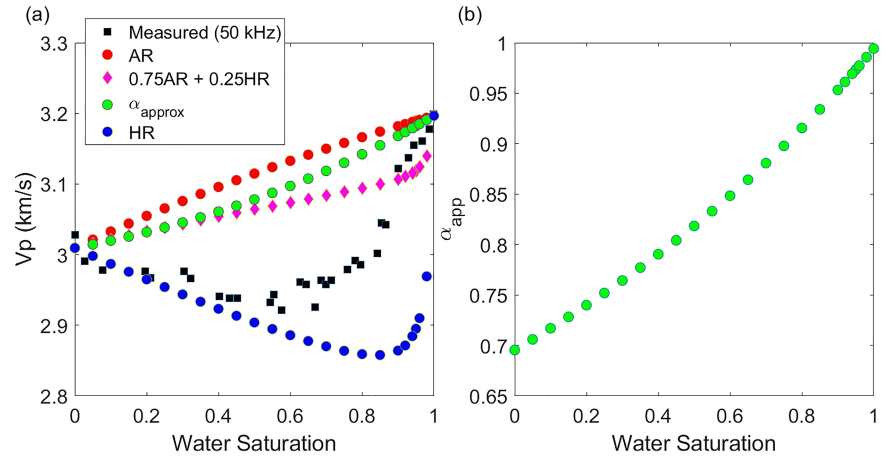 (a)
(b)
Measured (50 kHz)
AR
0.75AR + 0.25HR
αapprox
HR
3.3
3.2
3.1
3
2.9
2.8
Vp (km/s)
0
0.2
0.4
0.6
0.8
1
Water Saturation
1
0.95
0.9
0.85
0.8
0.75
0.7
0.65
αapp
0
0.2
0.4
0.6
0.8
1
Water Saturation